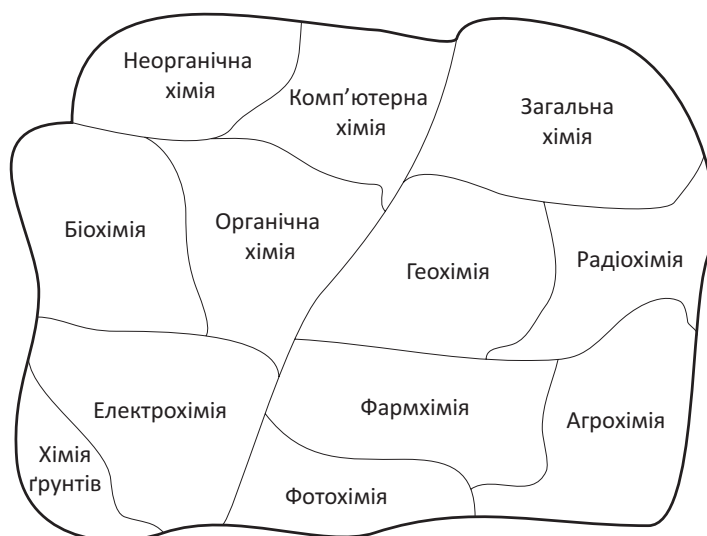 Неорганічна
хімія
Комп’ютерна
хімія
Загальна
хімія
Біохімія
Органічна
хімія
Геохімія
Радіохімія
Електрохімія
Фармхімія
Агрохімія
Хімія
ґрунтів
Фотохімія